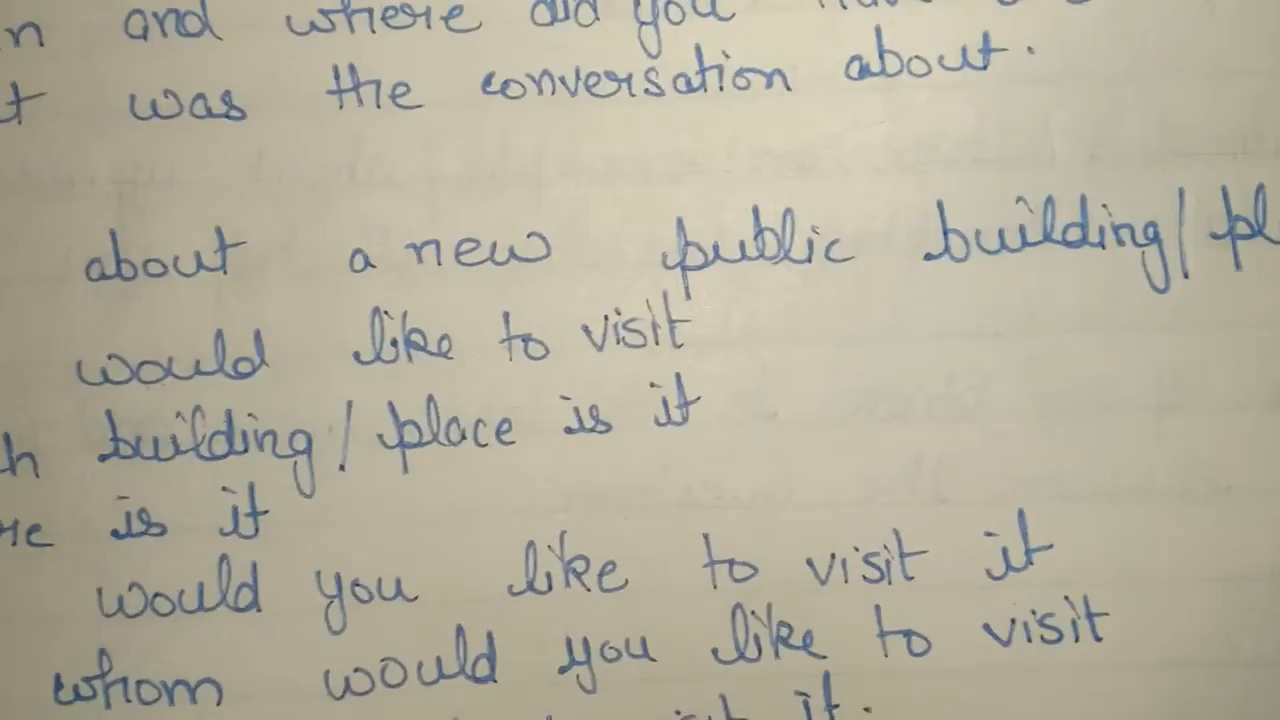 and where did you
was the conversation about.
about a new public building/
would like to visit
building/ place is it
is it
would you like to visit it
whom would you like to visit
it.